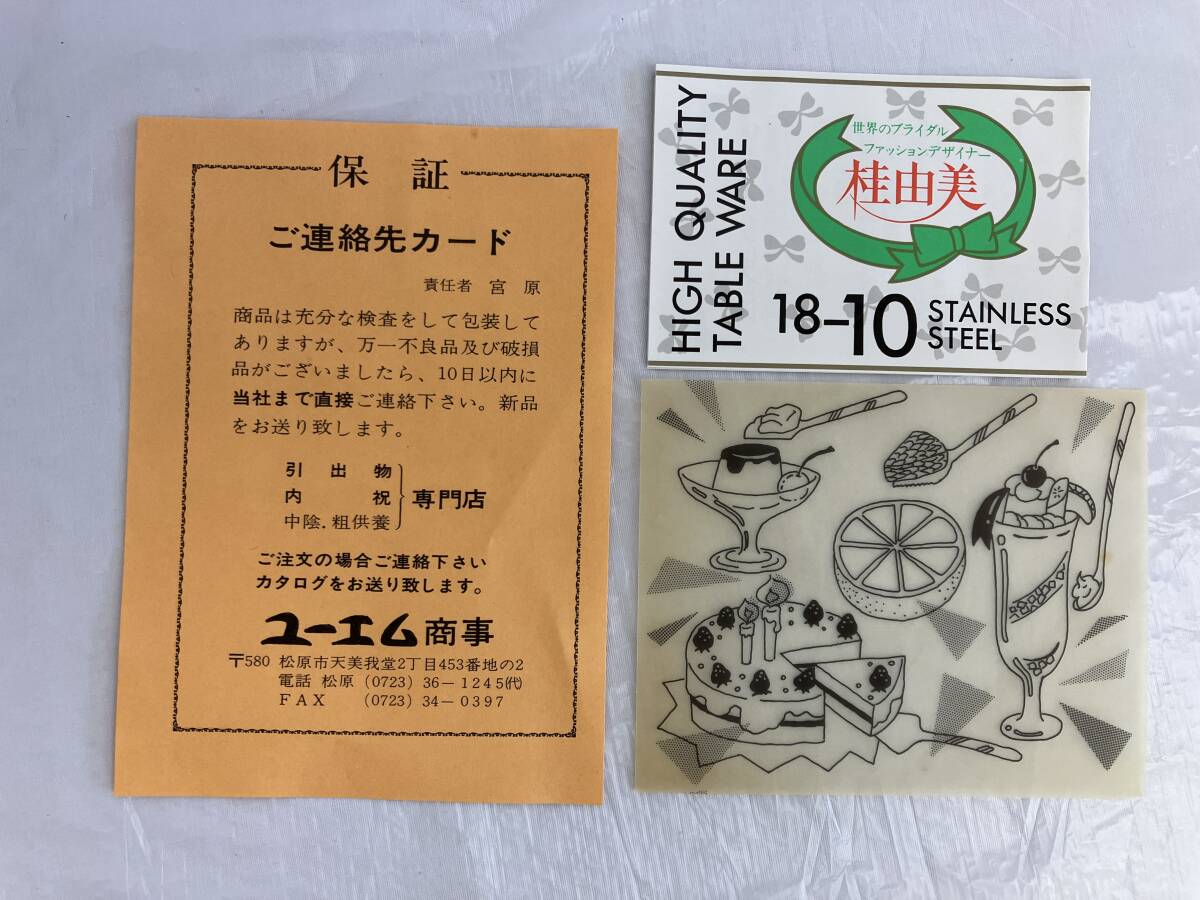 保証
ご連絡先カード
責任者 宮原
商品は充分な検査をして包装して
ありますが、万一不良品及び破損
品がございましたら、10日以内に
当社まで直接ご連絡下さい。新品
をお送り致します。
引出物
内祝
中陰.粗供養
専門店
ご注文の場合ご連絡下さい
カタログをお送り致します。
ユーエム商事
〒580 松原市天美我堂2丁目453番地の2
電話 松原 (0723) 36-1245(代)
FAX (0723) 34-0397
HIGH QUALITY
TABLE WARE
世界のブライダル
ファッションデザイナー
桂由美
18-10 STAINLESS
STEEL